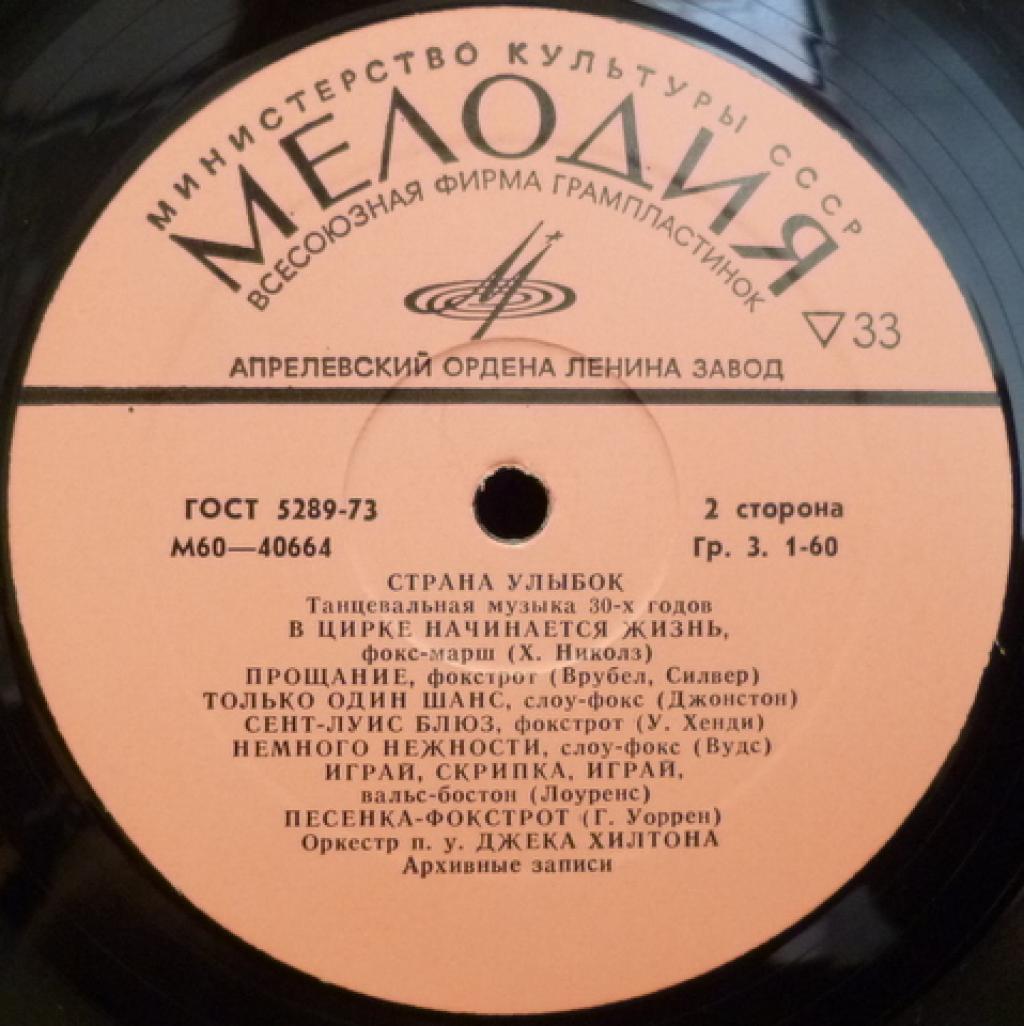 МИНИСТЕРСТВО КУЛЬТУРЫ СССР
МЕЛОДИЯ
ВСЕСОЮЗНАЯ ФИРМА ГРАМПЛАСТИНОК
▽33
АПРЕЛЕВСКИЙ ОРДЕНА ЛЕНИНА ЗАВОД
ГОСТ 5289-73
2 сторона
М60—40664
Гр. 3. 1-60
СТРАНА УЛЫБОК
Танцевальная музыка 30-х годов
В ЦИРКЕ НАЧИНАЕТСЯ ЖИЗНЬ,
фокс-марш (Х. Николз)
ПРОЩАНИЕ, фокстрот (Врубел, Силвер)
ТОЛЬКО ОДИН ШАНС, слоу-фокс (Джонстон)
СЕНТ-ЛУИС БЛЮЗ, фокстрот (У. Хенди)
НЕМНОГО НЕЖНОСТИ, слоу-фокс (Вудс)
ИГРАЙ, СКРИПКА, ИГРАЙ,
вальс-бостон (Лоуренс)
ПЕСЕНКА-ФОКСТРОТ (Г. Уоррен)
Оркестр п. у. ДЖЕКА ХИЛТОНА
Архивные записи